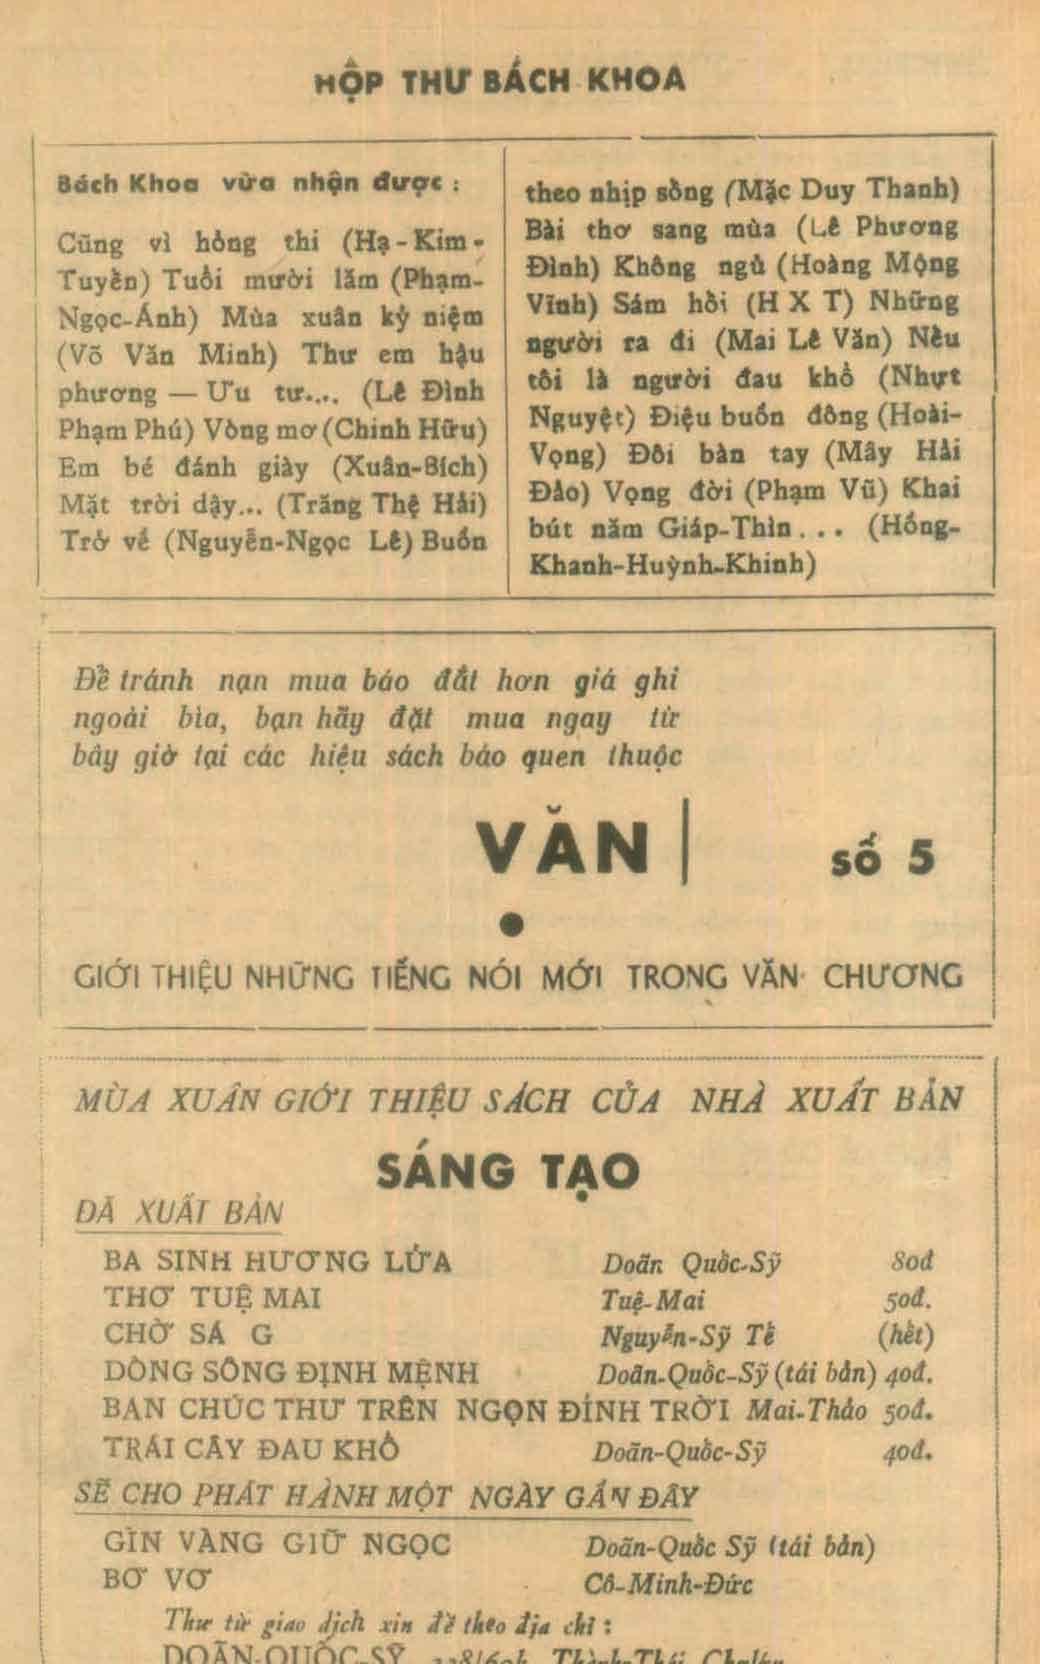 HỘP THƯ BÁCH KHOA
Bách Khoa vừa nhận được :
Cũng vì hồng thi (Hạ-Kim-
Tuyền) Tuổi mười lăm (Phạm-
Ngọc-Ánh) Mùa xuân kỷ niệm
(Võ Văn Minh) Thư em hậu
phương — Ưu tư.... (Lê Đình
Phạm Phú) Vòng mơ (Chinh Hữu)
Em bé đánh giày (Xuân-Bích)
Mặt trời dậy... (Trăng Thệ Hải)
Trở về (Nguyễn-Ngọc Lê) Buồn
theo nhịp sống (Mặc Duy Thanh)
Bài thơ sang mùa (Lê Phương
Đình) Không ngủ (Hoàng Mộng
Vĩnh) Sám hối (H X T) Những
người ra đi (Mai Lê Văn) Nếu
tôi là người đau khổ (Nhựt
Nguyệt) Điệu buồn đông (Hoài-
Vọng) Đôi bàn tay (Mây Hải
Đảo) Vọng đời (Phạm Vũ) Khai
bút năm Giáp-Thìn... (Hồng-
Khanh-Huỳnh-Khinh)
Để tránh nạn mua báo đắt hơn giá ghi
ngoài bìa, bạn hãy đặt mua ngay từ
bây giờ tại các hiệu sách báo quen thuộc
VĂN | số 5
GIỚI THIỆU NHỮNG TIẾNG NÓI MỚI TRONG VĂN CHƯƠNG
MÙA XUÂN GIỚI THIỆU SÁCH CỦA NHÀ XUẤT BẢN
SÁNG TẠO
ĐÃ XUẤT BẢN
BA SINH HƯƠNG LỬA Doãn Quốc-Sỹ 80đ
THƠ TUỆ MAI Tuệ-Mai 50đ.
CHỜ SÁ G Nguyễn-Sỹ Tế (hết)
DÒNG SÔNG ĐỊNH MỆNH Doãn-Quốc-Sỹ (tái bản) 40đ.
BẢN CHÚC THƯ TRÊN NGỌN ĐỈNH TRỜI Mai-Thảo 50đ.
TRÁI CÂY ĐAU KHỔ Doãn-Quốc-Sỹ 40đ.
SẼ CHO PHÁT HÀNH MỘT NGÀY GẦN ĐÂY
GÌN VÀNG GIỮ NGỌC Doãn-Quốc Sỹ (tái bản)
BƠ VƠ Cô-Minh-Đức
Thư từ giao dịch xin đề theo địa chỉ :
DOÃN-QUỐC-SỸ Thành-Thái